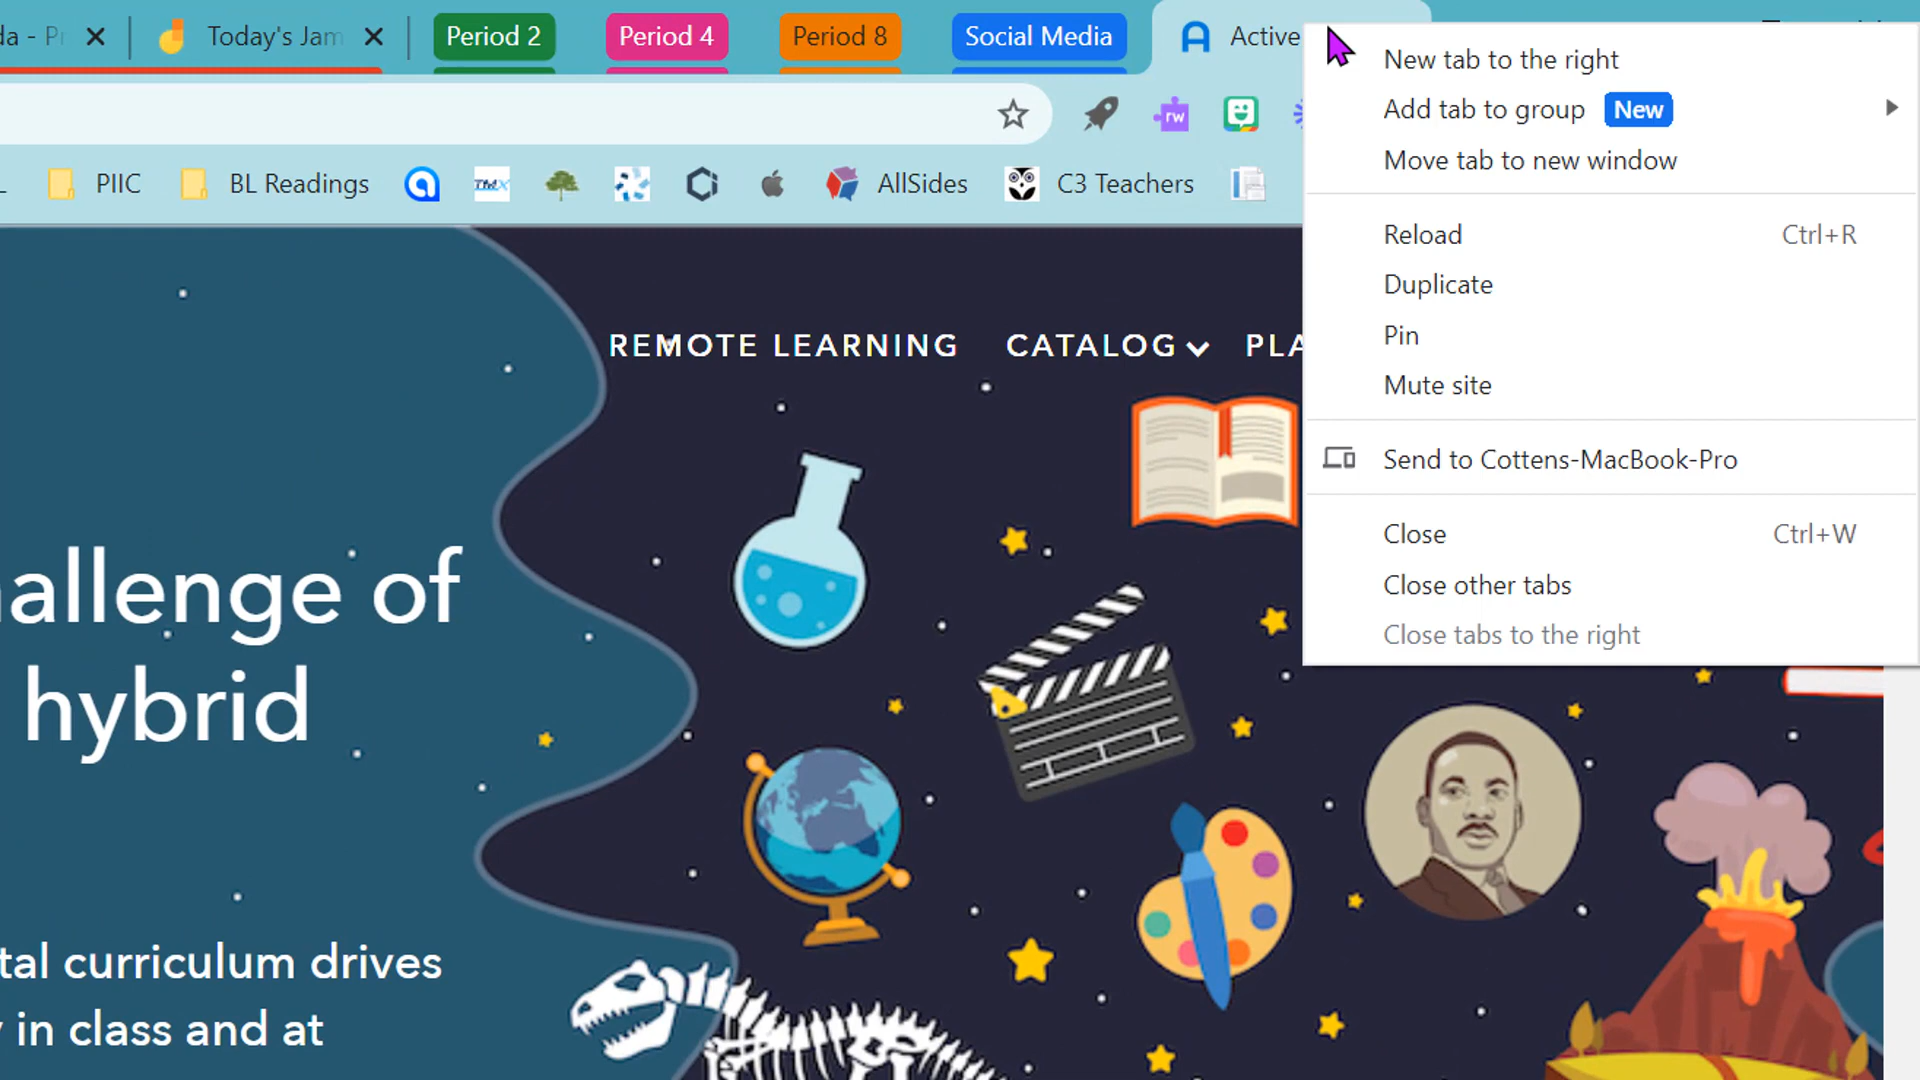 da - Pr
Today's Jam
Period 2
Period 4
Period 8
Social Media
Active
rw
PIIC
BL Readings
TMX
AllSides
C3 Teachers
New tab to the right
Add tab to group New
Move tab to new window
Reload Ctrl+R
Duplicate
Pin
Mute site
Send to Cottens-MacBook-Pro
Close Ctrl+W
Close other tabs
Close tabs to the right
REMOTE LEARNING CATALOG PLA
allenge of
hybrid
tal curriculum drives
in class and at